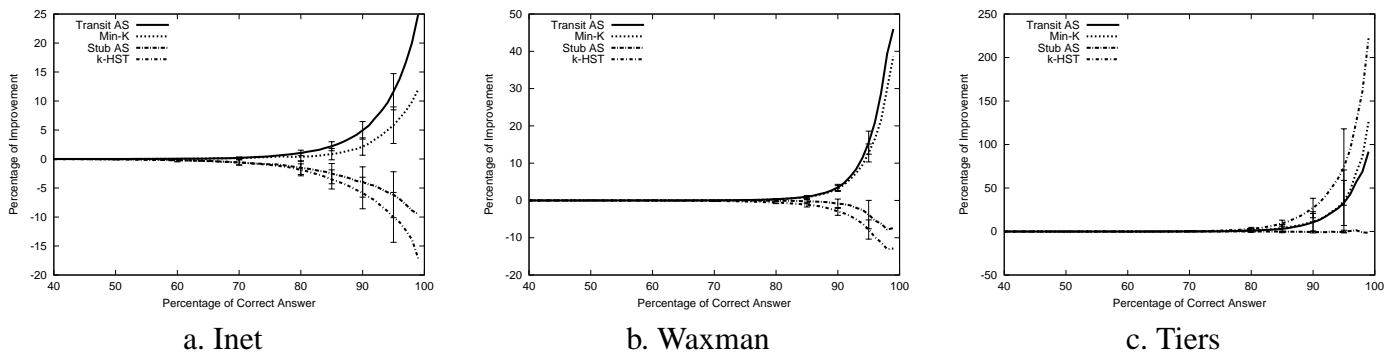 25
20
15
10
5
0
-5
-10
-15
-20
Percentage of Improvement
Transit AS
Min-K
Stub AS
k-HST
40 50 60 70 80 90 100
Percentage of Correct Answer
a. Inet
50
40
30
20
10
0
-10
-20
Percentage of Improvement
Transit AS
Min-K
Stub AS
k-HST
40 50 60 70 80 90 100
Percentage of Correct Answer
b. Waxman
250
200
150
100
50
0
-50
Percentage of Improvement
Transit AS
Min-K
Stub AS
k-HST
40 50 60 70 80 90 100
Percentage of Correct Answer
c. Tiers